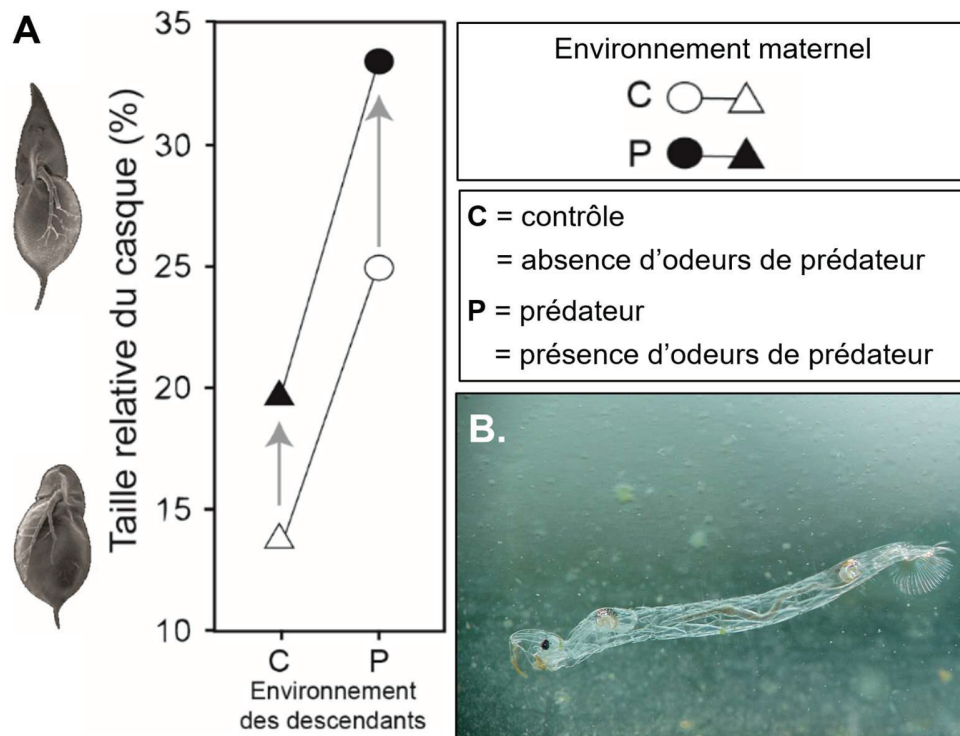 A
Taille relative du casque (%)
35
30
25
20
15
10
C P
Environnement
des descendants
Environnement maternel
C
P
C = contrôle
= absence d'odeurs de prédateur
P = prédateur
= présence d'odeurs de prédateur
B.